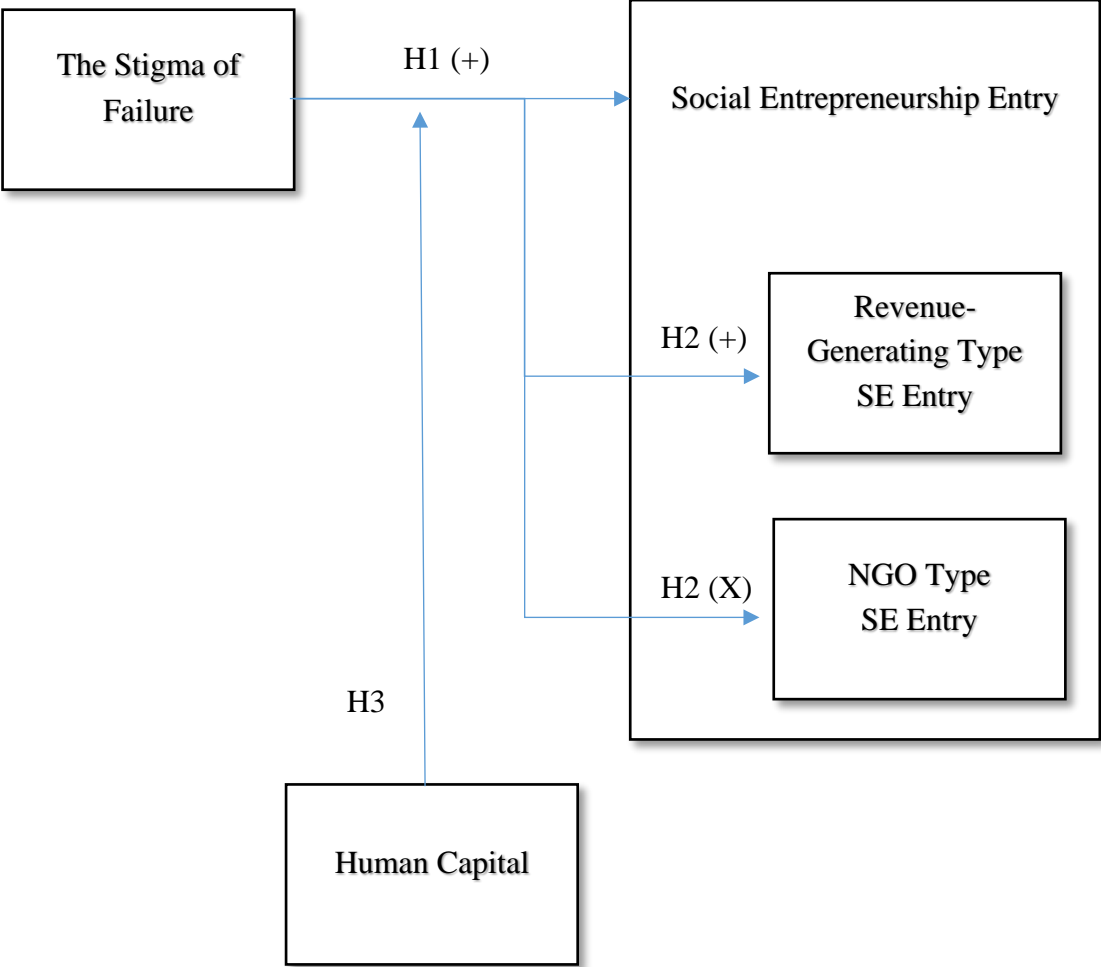 The Stigma of
Failure
H1 (+)
Social Entrepreneurship Entry
Revenue-
Generating Type
SE Entry
H2 (+)
NGO Type
SE Entry
H2 (X)
H3
Human Capital